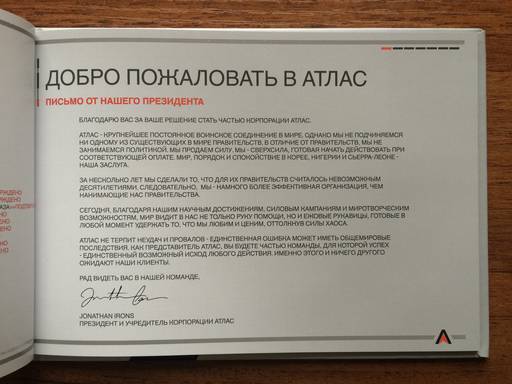 ДОБРО ПОЖАЛОВАТЬ В АТЛАС
ПИСЬМО ОТ НАШЕГО ПРЕЗИДЕНТА
БЛАГОДАРЮ ВАС ЗА ВАШЕ РЕШЕНИЕ СТАТЬ ЧАСТЬЮ КОРПОРАЦИИ АТЛАС.
АТЛАС - КРУПНЕЙШЕЕ ПОСТОЯННОЕ ВОИНСКОЕ СОЕДИНЕНИЕ В МИРЕ. ОДНАКО МЫ НЕ ПОДЧИНЯЕМСЯ
НИ ОДНОМУ ИЗ СУЩЕСТВУЮЩИХ В МИРЕ ПРАВИТЕЛЬСТВ. В ОТЛИЧИЕ ОТ ПРАВИТЕЛЬСТВ, МЫ НЕ
ЗАНИМАЕМСЯ ПОЛИТИКОЙ. МЫ ПРОДАЕМ СИЛУ. МЫ - СВЕРХСИЛА, ГОТОВАЯ НАЧАТЬ ДЕЙСТВОВАТЬ ПРИ
СООТВЕТСТВУЮЩЕЙ ОПЛАТЕ. МИР, ПОРЯДОК И СПОКОЙСТВИЕ В КОРЕЕ, НИГЕРИИ И СЬЕРРА-ЛЕОНЕ -
НАША ЗАСЛУГА.
ЗА НЕСКОЛЬКО ЛЕТ МЫ СДЕЛАЛИ ТО, ЧТО ДЛЯ ИХ ПРАВИТЕЛЬСТВ СЧИТАЛОСЬ НЕВОЗМОЖНЫМ
ДЕСЯТИЛЕТИЯМИ, СЛЕДОВАТЕЛЬНО, МЫ - НАМНОГО БОЛЕЕ ЭФФЕКТИВНАЯ ОРГАНИЗАЦИЯ, ЧЕМ
НАНИМАЮЩИЕ НАС ПРАВИТЕЛЬСТВА.
СЕГОДНЯ, БЛАГОДАРЯ НАШИМ НАУЧНЫМ ДОСТИЖЕНИЯМ, СИЛОВЫМ КАМПАНИЯМ И МИРОТВОРЧЕСКИМ
ВОЗМОЖНОСТЯМ, МИР ВИДИТ В НАС НЕ ТОЛЬКО РУКУ ПОМОЩИ, НО И ЕЖОВЫЕ РУКАВИЦЫ, ГОТОВЫЕ В
ЛЮБОЙ МОМЕНТ УДЕРЖАТЬ ТО, ЧТО МЫ ЛЮБИМ И ЦЕНИМ, ОТТОЛКНУВ СИЛЫ ХАОСА.
АТЛАС НЕ ТЕРПИТ НЕУДАЧ И ПРОВАЛОВ - ЕДИНСТВЕННАЯ ОШИБКА МОЖЕТ ИМЕТЬ ОБЩЕМИРОВЫЕ
ПОСЛЕДСТВИЯ. КАК ПРЕДСТАВИТЕЛЬ АТЛАС, ВЫ БУДЕТЕ ЧАСТЬЮ КОМАНДЫ, ДЛЯ КОТОРОЙ УСПЕХ
- ЕДИНСТВЕННЫЙ ВОЗМОЖНЫЙ ИСХОД ЛЮБОГО ДЕЙСТВИЯ. ИМЕННО ЭТОГО И НИЧЕГО ДРУГОГО
ОЖИДАЮТ НАШИ КЛИЕНТЫ.
РАД ВИДЕТЬ ВАС В НАШЕЙ КОМАНДЕ,
JONATHAN IRONS
ПРЕЗИДЕНТ И УЧРЕДИТЕЛЬ КОРПОРАЦИИ АТЛАС